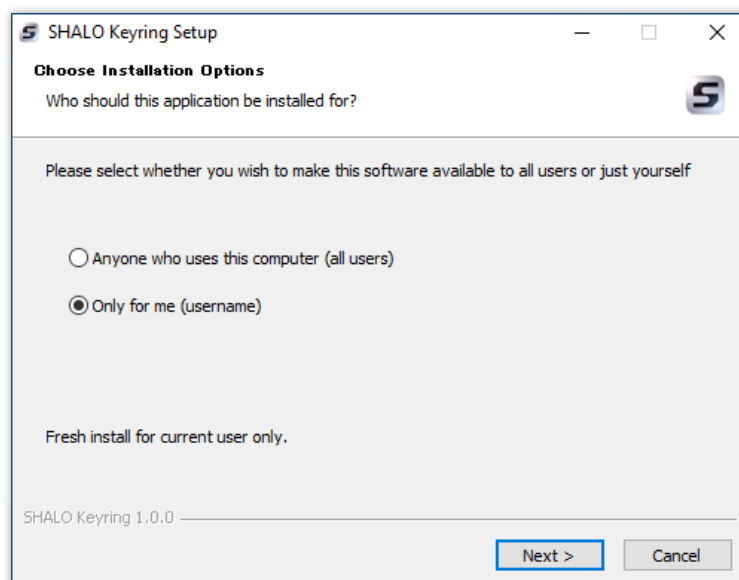 SHALO Keyring Setup
Choose Installation Options
Who should this application be installed for?
Please select whether you wish to make this software available to all users or just yourself
Anyone who uses this computer (all users)
Only for me (username)
Fresh install for current user only.
SHALO Keyring 1.0.0
Next > Cancel